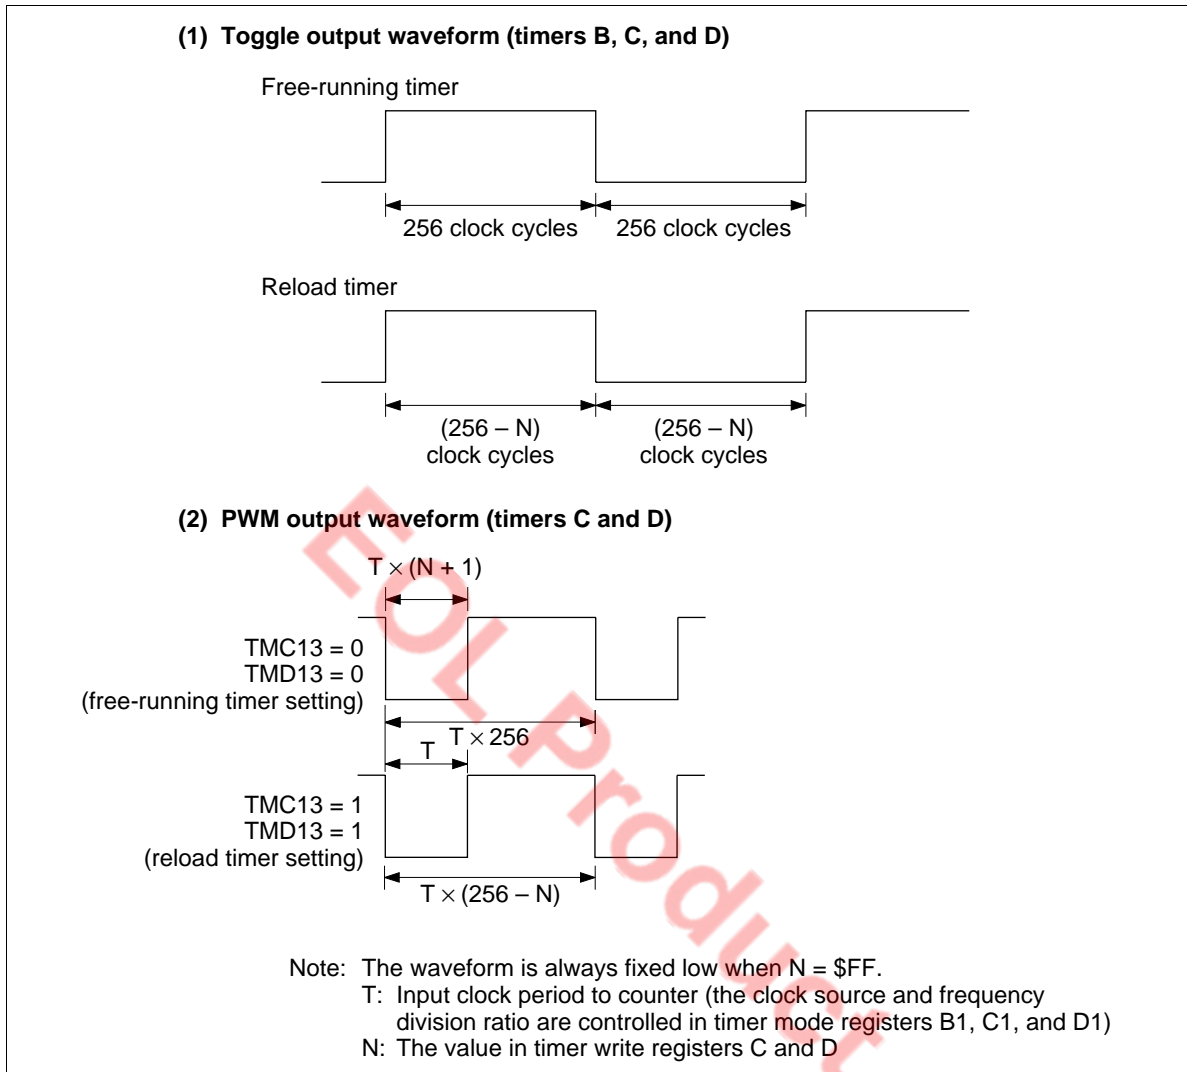 (1) Toggle output waveform (timers B, C, and D)
Free-running timer
256 clock cycles 256 clock cycles
Reload timer
(256 – N) (256 – N)
clock cycles clock cycles
(2) PWM output waveform (timers C and D)
T × (N + 1)
TMC13 = 0
TMD13 = 0
(free-running timer setting)
T × 256
T
TMC13 = 1
TMD13 = 1
(reload timer setting)
T × (256 – N)
Note: The waveform is always fixed low when N = $FF.
T: Input clock period to counter (the clock source and frequency
division ratio are controlled in timer mode registers B1, C1, and D1)
N: The value in timer write registers C and D
EOL Product